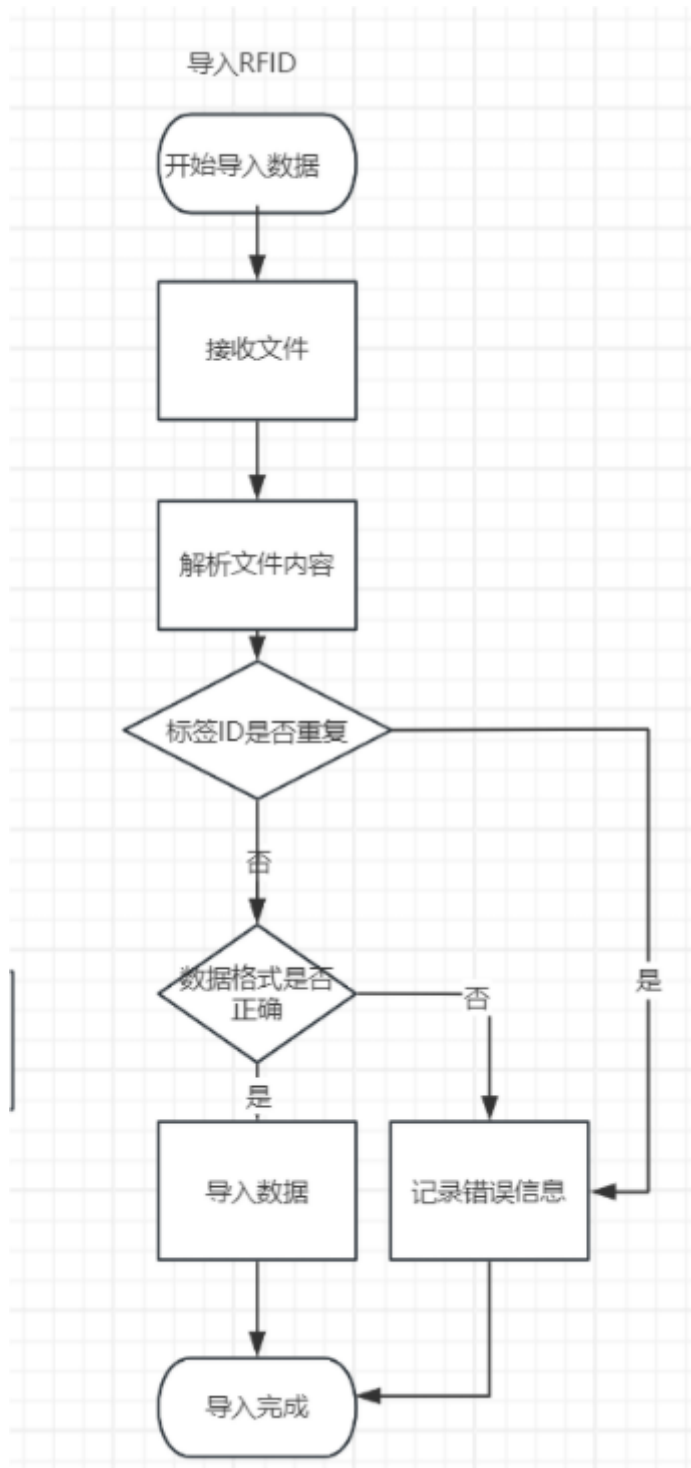 导入RFID
开始导入数据
接收文件
解析文件内容
标签ID是否重复
否
数据格式是否
正确
否
是
是
导入数据
记录错误信息
导入完成